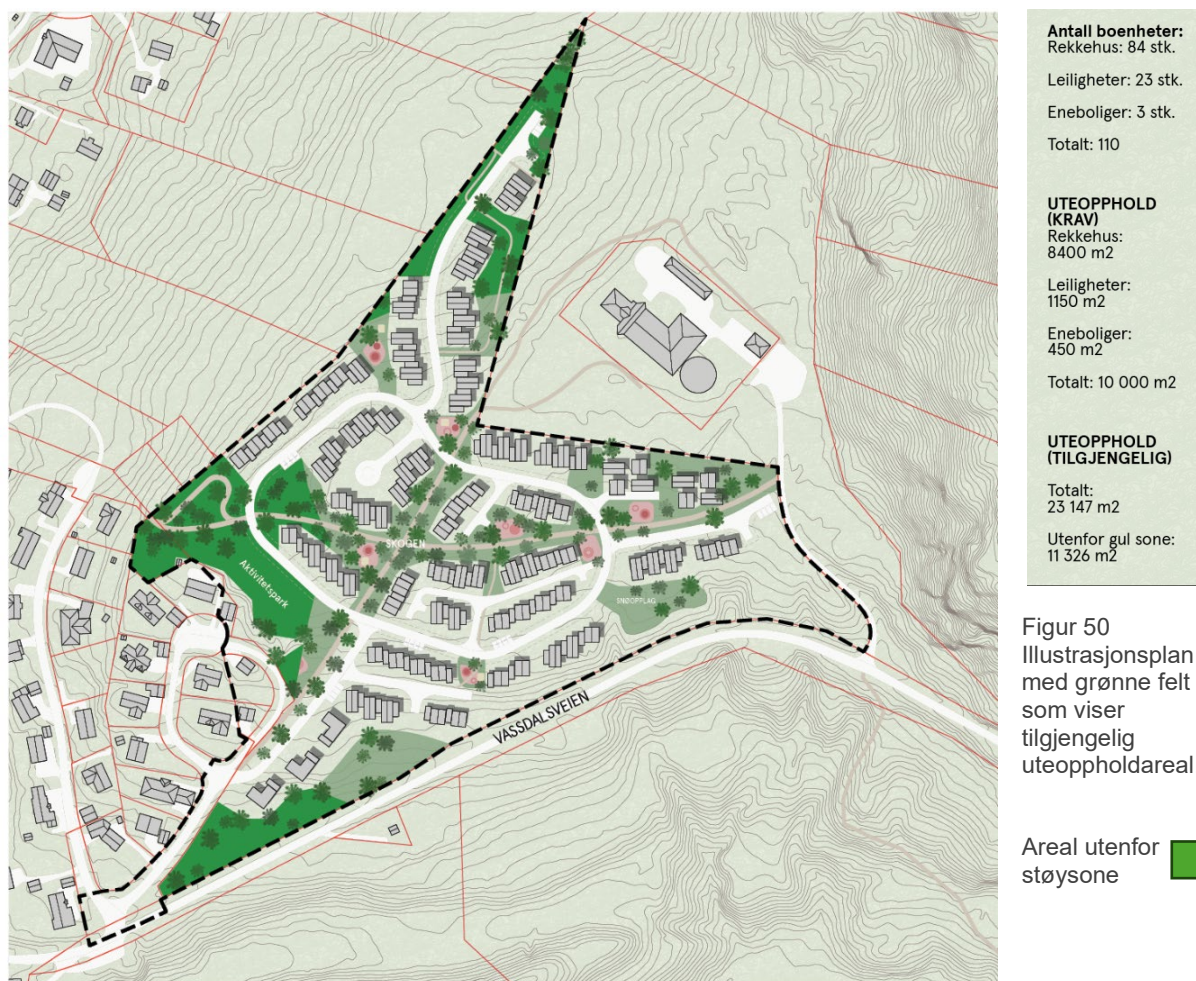 Aktivitetspark
SKOGEN
SNØOPPLAG
VASSDALSVEIEN
Antall boenheter:
Rekkehus: 84 stk.
Leiligheter: 23 stk.
Eneboliger: 3 stk.
Totalt: 110
UTEOPPHOLD
(KRAV)
Rekkehus:
8400 m2
Leiligheter:
1150 m2
Eneboliger:
450 m2
Totalt: 10 000 m2
UTEOPPHOLD
(TILGJENGELIG)
Totalt:
23 147 m2
Utenfor gul sone:
11 326 m2
Figur 50
Illustrasjonsplan
med grønne felt
som viser
tilgjengelig
uteoppholdareal
Areal utenfor
støysone